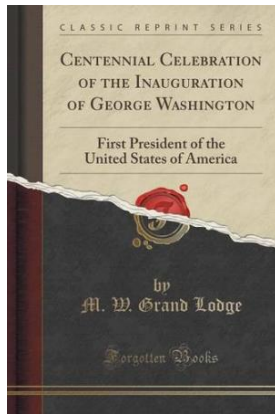 CLASSIC REPRINT SERIES
CENTENNIAL CELEBRATION
OF THE INAUGURATION
OF GEORGE WASHINGTON
First President of the
United States of America
by
M. W. Grand Lodge
Forgotten Books